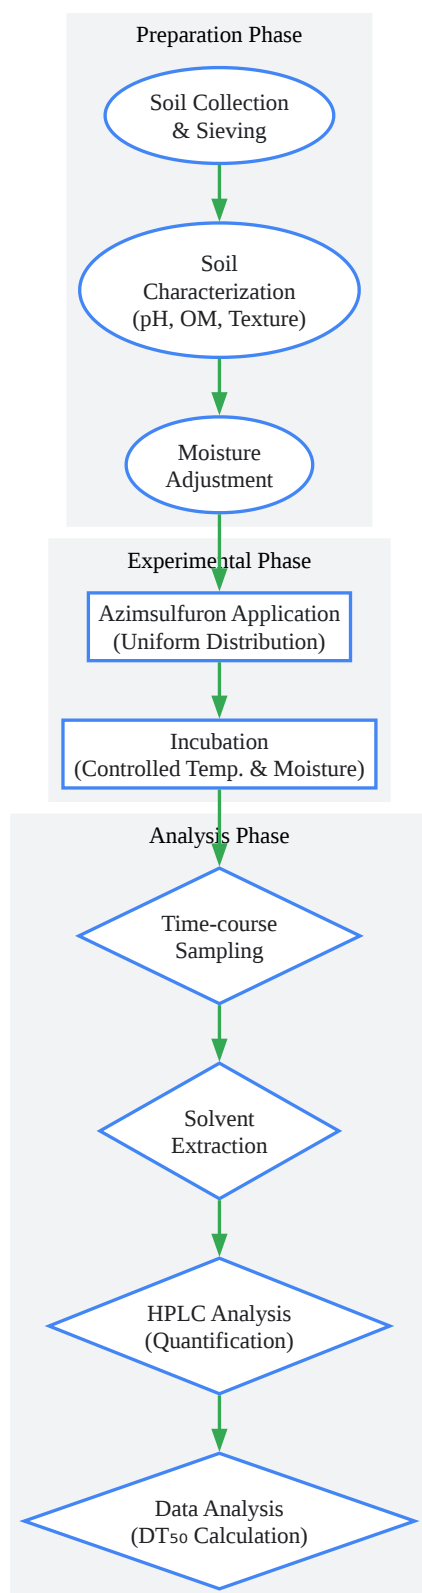 Preparation Phase
Soil Collection
& Sieving
Soil
Characterization
(pH, OM, Texture)
Moisture
Adjustment
Experimental Phase
Azimsulfuron Application
(Uniform Distribution)
Incubation
(Controlled Temp. & Moisture)
Analysis Phase
Time-course
Sampling
Solvent
Extraction
HPLC Analysis
(Quantification)
Data Analysis
(DT₅₀ Calculation)